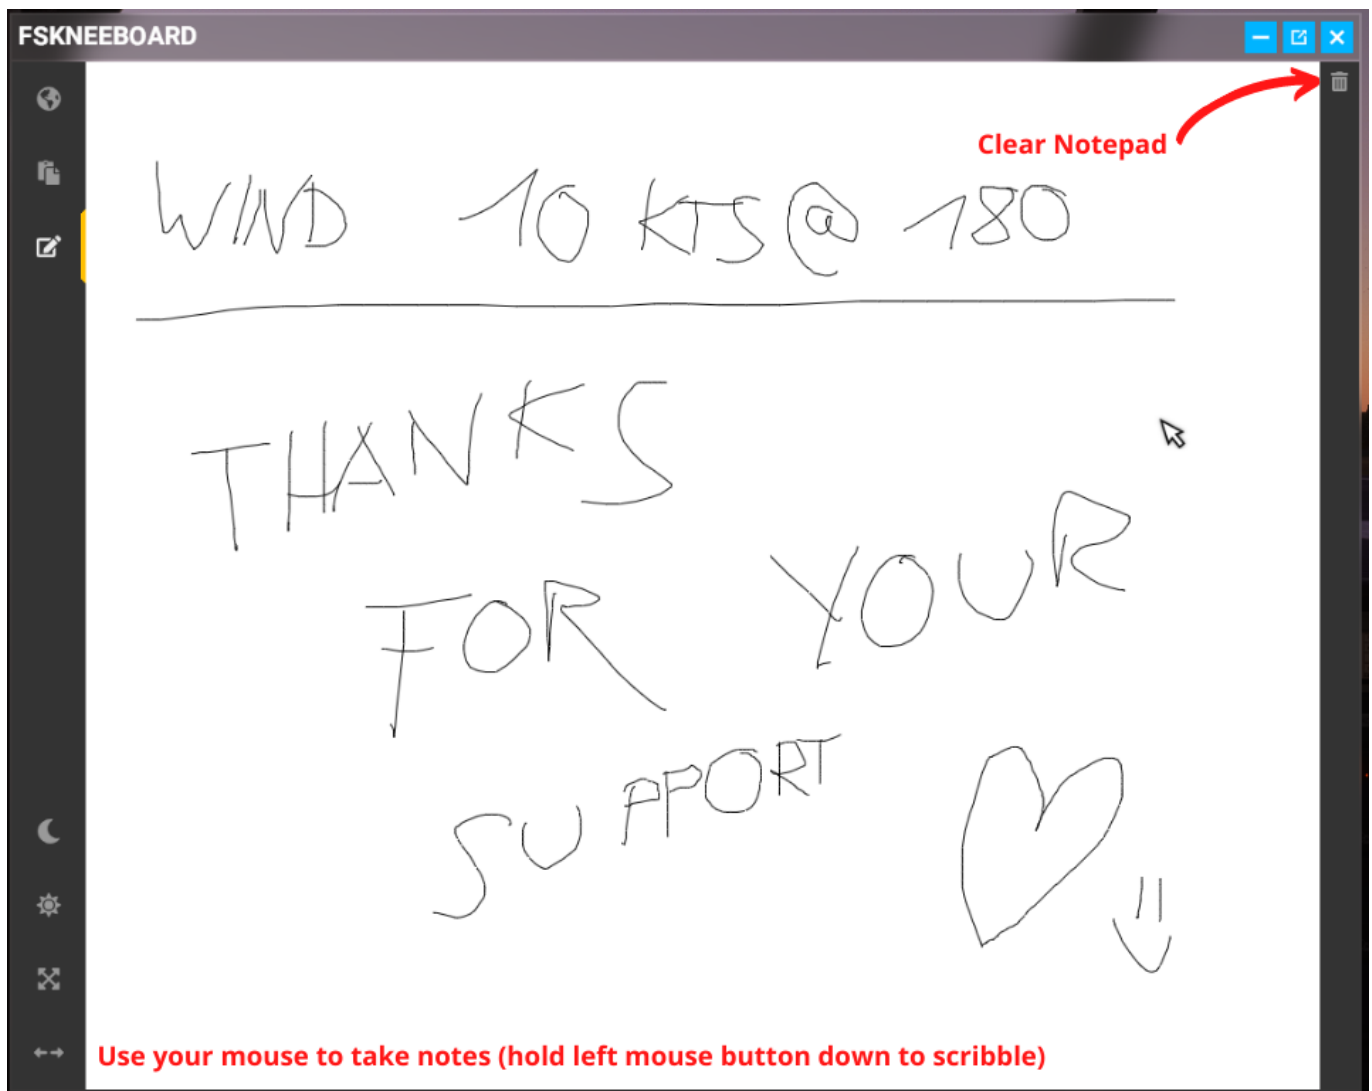 FSKNEEBOARD
Clear Notepad
WIND 10 KTS @ 180
THANKS
FOR YOUR
SUPPORT
Use your mouse to take notes (hold left mouse button down to scribble)